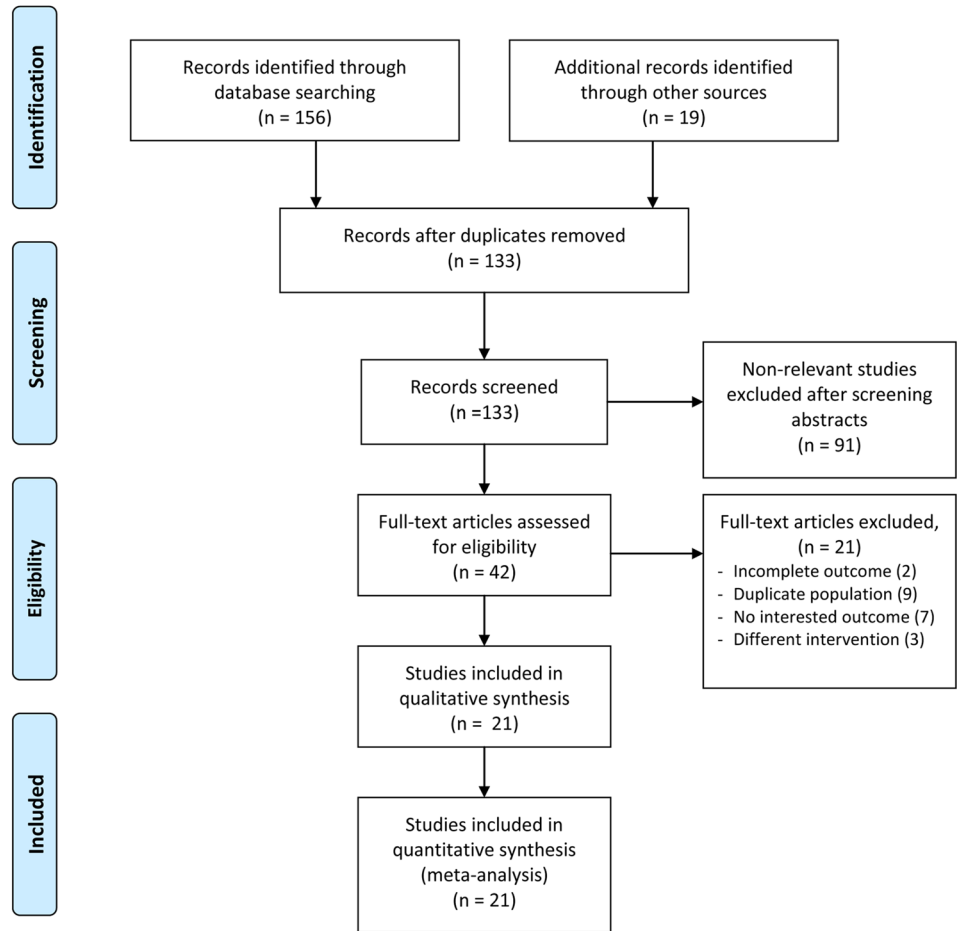 Identification
Records identified through
database searching
(n = 156)
Additional records identified
through other sources
(n = 19)
Records after duplicates removed
(n = 133)
Screening
Records screened
(n =133)
Non-relevant studies
excluded after screening
abstracts
(n = 91)
Eligibility
Full-text articles assessed
for eligibility
(n = 42)
Full-text articles excluded,
(n = 21)
- Incomplete outcome (2)
- Duplicate population (9)
- No interested outcome (7)
- Different intervention (3)
Studies included in
qualitative synthesis
(n = 21)
Included
Studies included in
quantitative synthesis
(meta-analysis)
(n = 21)